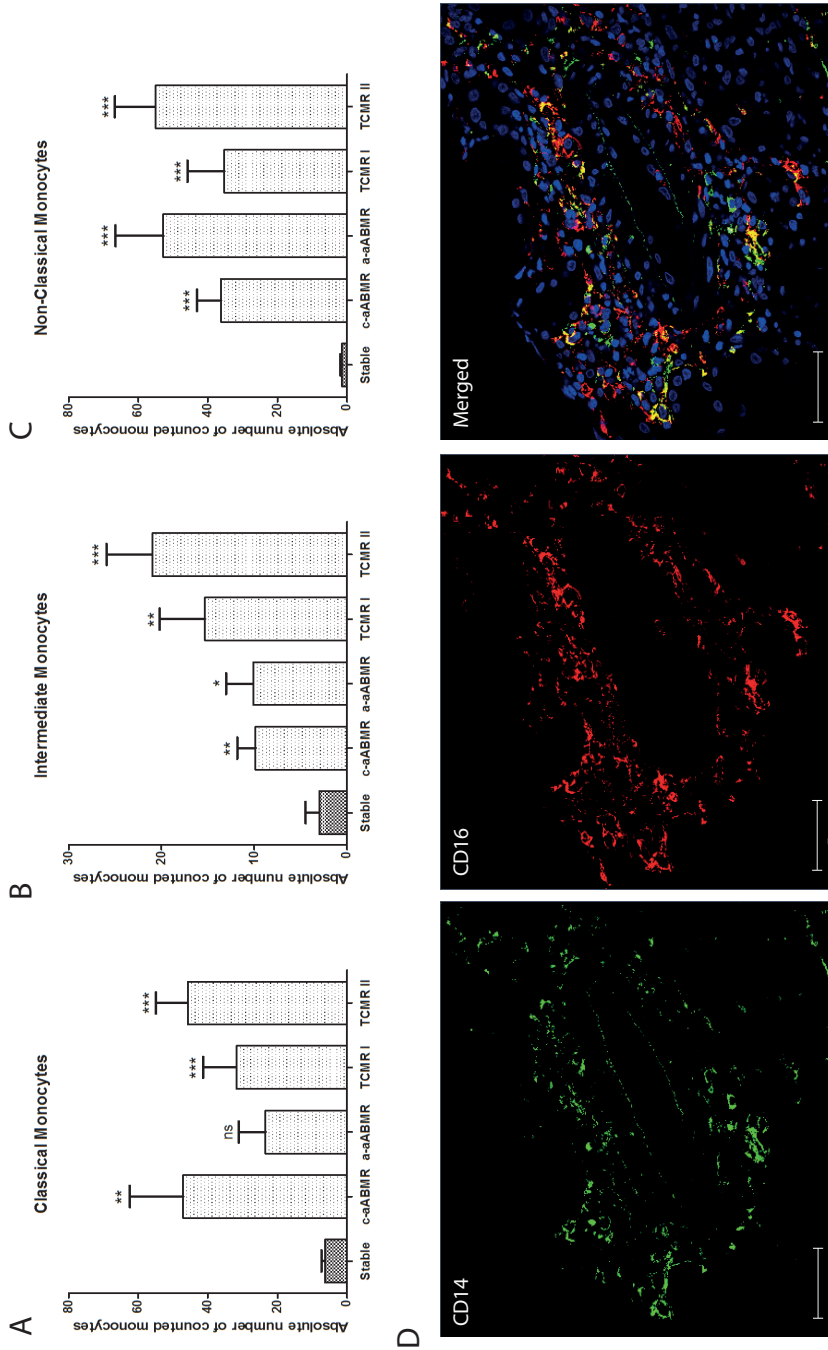 A
Classical Monocytes
Absolute number of counted monocytes
80
60
40
20
0
**
ns
***
***
Stable
c-aABMR
a-aABMR
TCMR I
TCMR II
B
Intermediate Monocytes
Absolute number of counted monocytes
30
20
10
0
**
*
**
***
Stable
c-aABMR
a-aABMR
TCMR I
TCMR II
C
Non-Classical Monocytes
Absolute number of counted monocytes
80
60
40
20
0
***
***
***
***
Stable
c-aABMR
a-aABMR
TCMR I
TCMR II
D
CD14
CD16
Merged